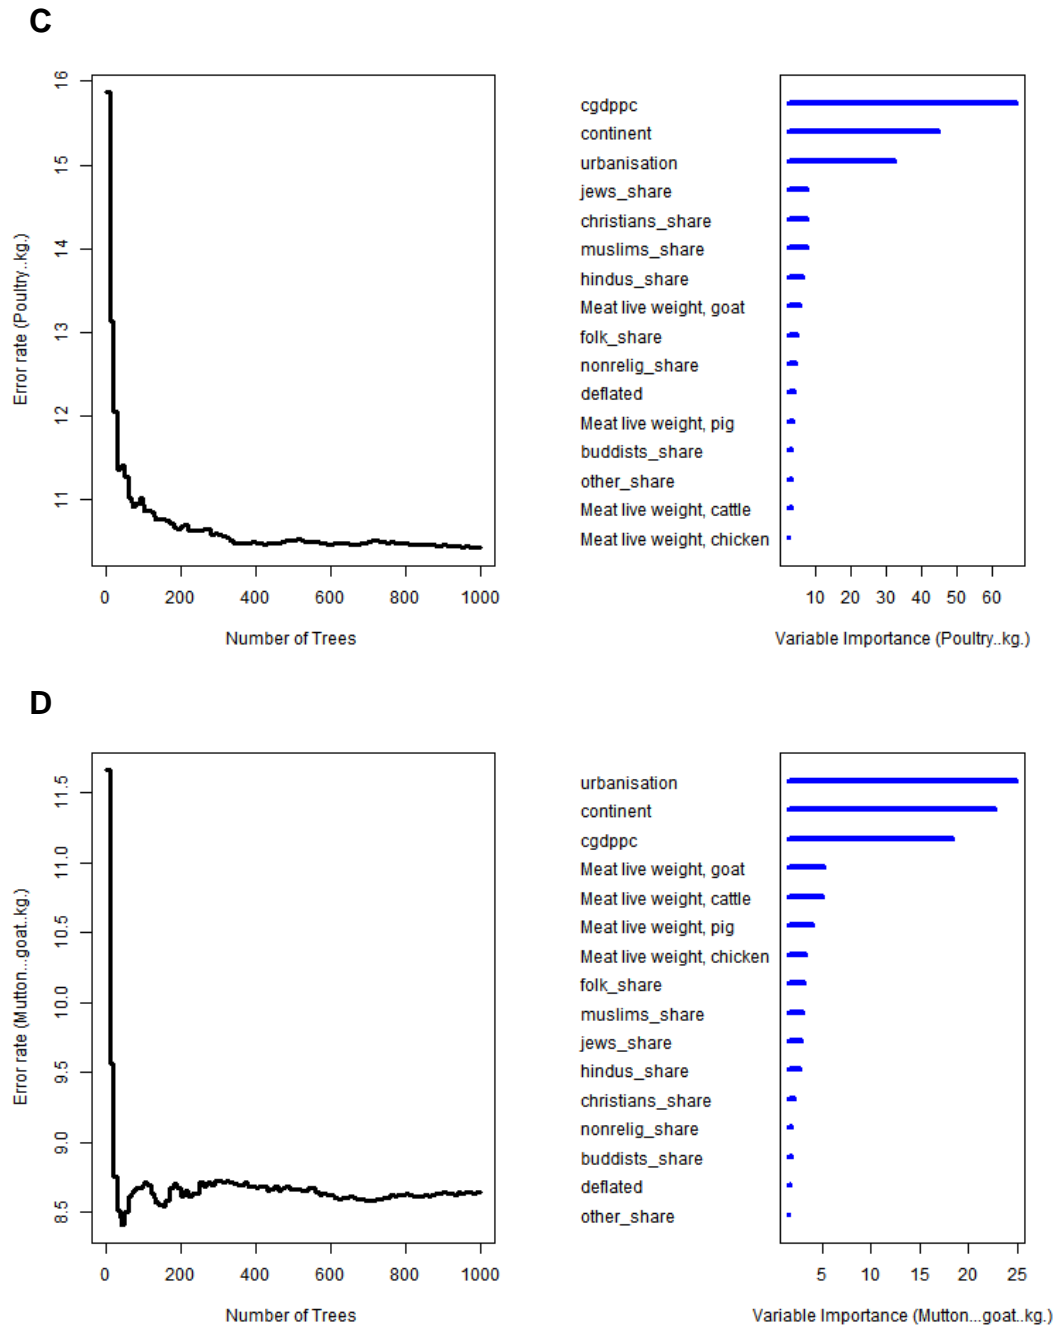 C
16
15
14
13
12
11
Error rate (Poultry..kg.)
0 200 400 600 800 1000
Number of Trees
cgdppc
continent
urbanisation
jews_share
christians_share
muslims_share
hindus_share
Meat live weight, goat
folk_share
nonrelig_share
deflated
Meat live weight, pig
buddists_share
other_share
Meat live weight, cattle
Meat live weight, chicken
10 20 30 40 50 60
Variable Importance (Poultry..kg.)
D
11.5
11.0
10.5
10.0
9.5
9.0
8.5
Error rate (Mutton...goat..kg.)
0 200 400 600 800 1000
Number of Trees
urbanisation
continent
cgdppc
Meat live weight, goat
Meat live weight, cattle
Meat live weight, pig
Meat live weight, chicken
folk_share
muslims_share
jews_share
hindus_share
christians_share
nonrelig_share
buddists_share
deflated
other_share
5 10 15 20 25
Variable Importance (Mutton...goat..kg.)